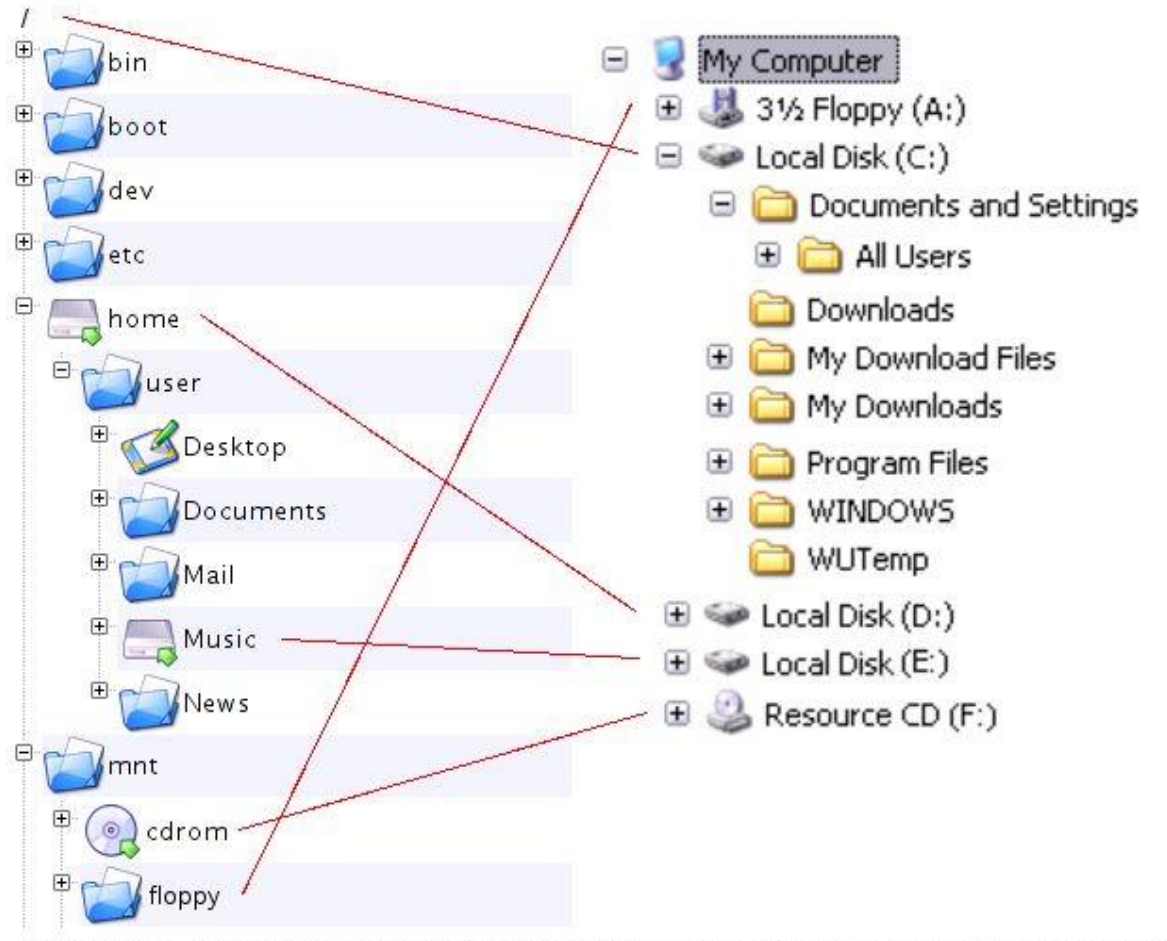 /
bin
boot
dev
etc
home
user
Desktop
Documents
Mail
Music
News
mnt
cdrom
floppy
My Computer
3½ Floppy (A:)
Local Disk (C:)
Documents and Settings
All Users
Downloads
My Download Files
My Downloads
Program Files
WINDOWS
WUTemp
Local Disk (D:)
Local Disk (E:)
Resource CD (F:)